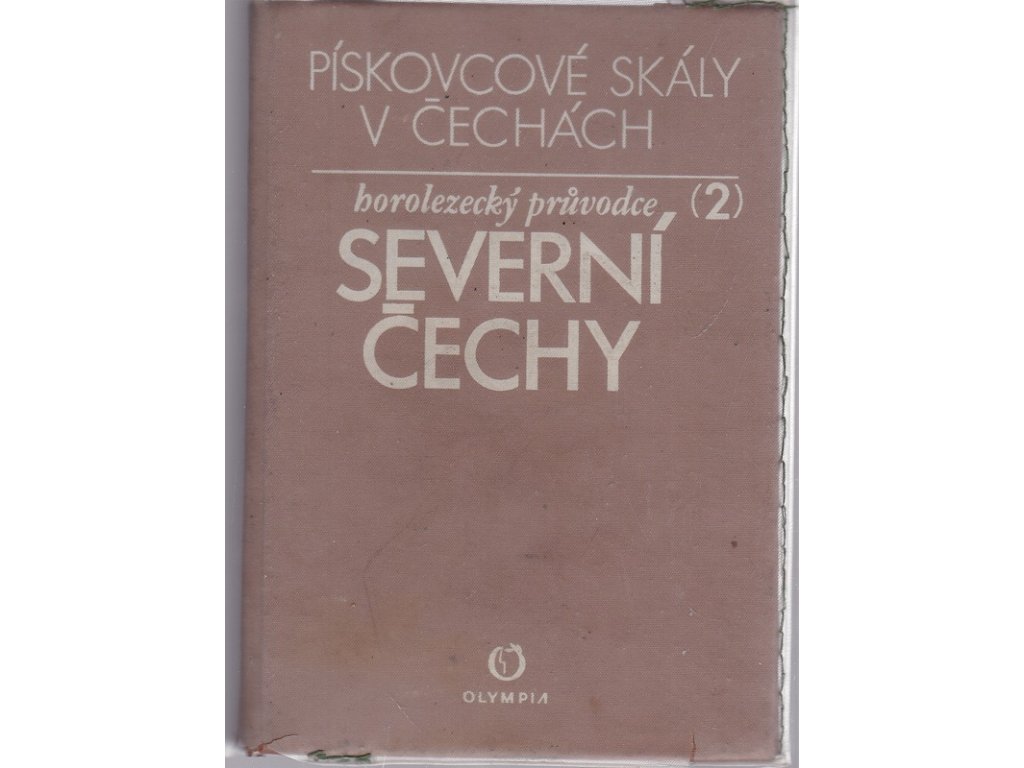 PÍSKOVCOVÉ SKÁLY
V ČECHÁCH
horolezecký průvodce (2)
SEVERNÍ
ČECHY
OLYMPIA